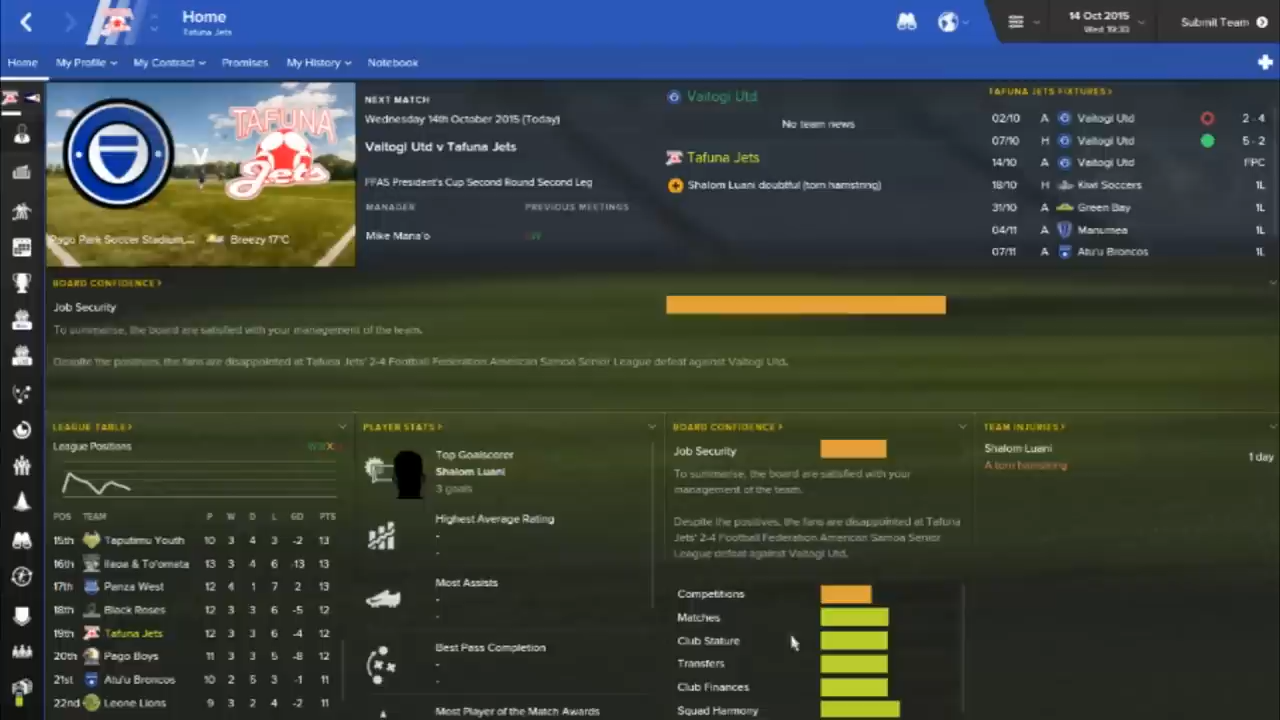 Home
Tafuna Jets
14 Oct 2015
Wed 19:30
Submit Team
Home
My Profile
My Contract
Promises
My History
Notebook
TAFUNA
Jets
V
Pago Park Soccer Stadium,...
Breezy 17°C
NEXT MATCH
Wednesday 14th October 2015 (Today)
Vaitogi Utd v Tafuna Jets
FFAS President's Cup Second Round Second Leg
MANAGER
PREVIOUS MEETINGS
Mike Mana'o
Vaitogi Utd
No team news
Tafuna Jets
Shalom Luani doubtful (torn hamstring)
TAFUNA JETS FIXTURES >
02/10 A Vaitogi Utd 2 - 4
07/10 H Vaitogi Utd 5 - 2
14/10 A Vaitogi Utd FPC
18/10 H Kiwi Soccers 1L
31/10 A Green Bay 1L
04/11 A Manumea 1L
07/11 A Atu'u Broncos 1L
BOARD CONFIDENCE >
Job Security
To summarise, the board are satisfied with your management of the team.
Despite the positives, the fans are disappointed at Tafuna Jets' 2-4 Football Federation American Samoa Senior League defeat against Vaitogi Utd.
LEAGUE TABLE >
League Positions
POS TEAM P W D L GD PTS
15th Taputimu Youth 10 3 4 3 -2 13
16th Ilaoa & To'omata 13 3 4 6 -13 13
17th Panza West 12 4 1 7 2 13
18th Black Roses 12 3 3 6 -5 12
19th Tafuna Jets 12 3 3 6 -4 12
20th Pago Boys 11 3 3 5 -8 12
21st Atu'u Broncos 10 2 5 3 -1 11
22nd Leone Lions 9 3 2 4 -2 11
PLAYER STATS >
Top Goalscorer
Shalom Luani
3 goals
Highest Average Rating
-
-
Most Assists
-
-
Best Pass Completion
-
-
Most Player of the Match Awards
BOARD CONFIDENCE >
Job Security
To summarise, the board are satisfied with your
management of the team.
Despite the positives, the fans are disappointed at Tafuna
Jets' 2-4 Football Federation American Samoa Senior
League defeat against Vaitogi Utd.
Competitions
Matches
Club Stature
Transfers
Club Finances
Squad Harmony
TEAM INJURIES >
Shalom Luani
A torn hamstring
1 day